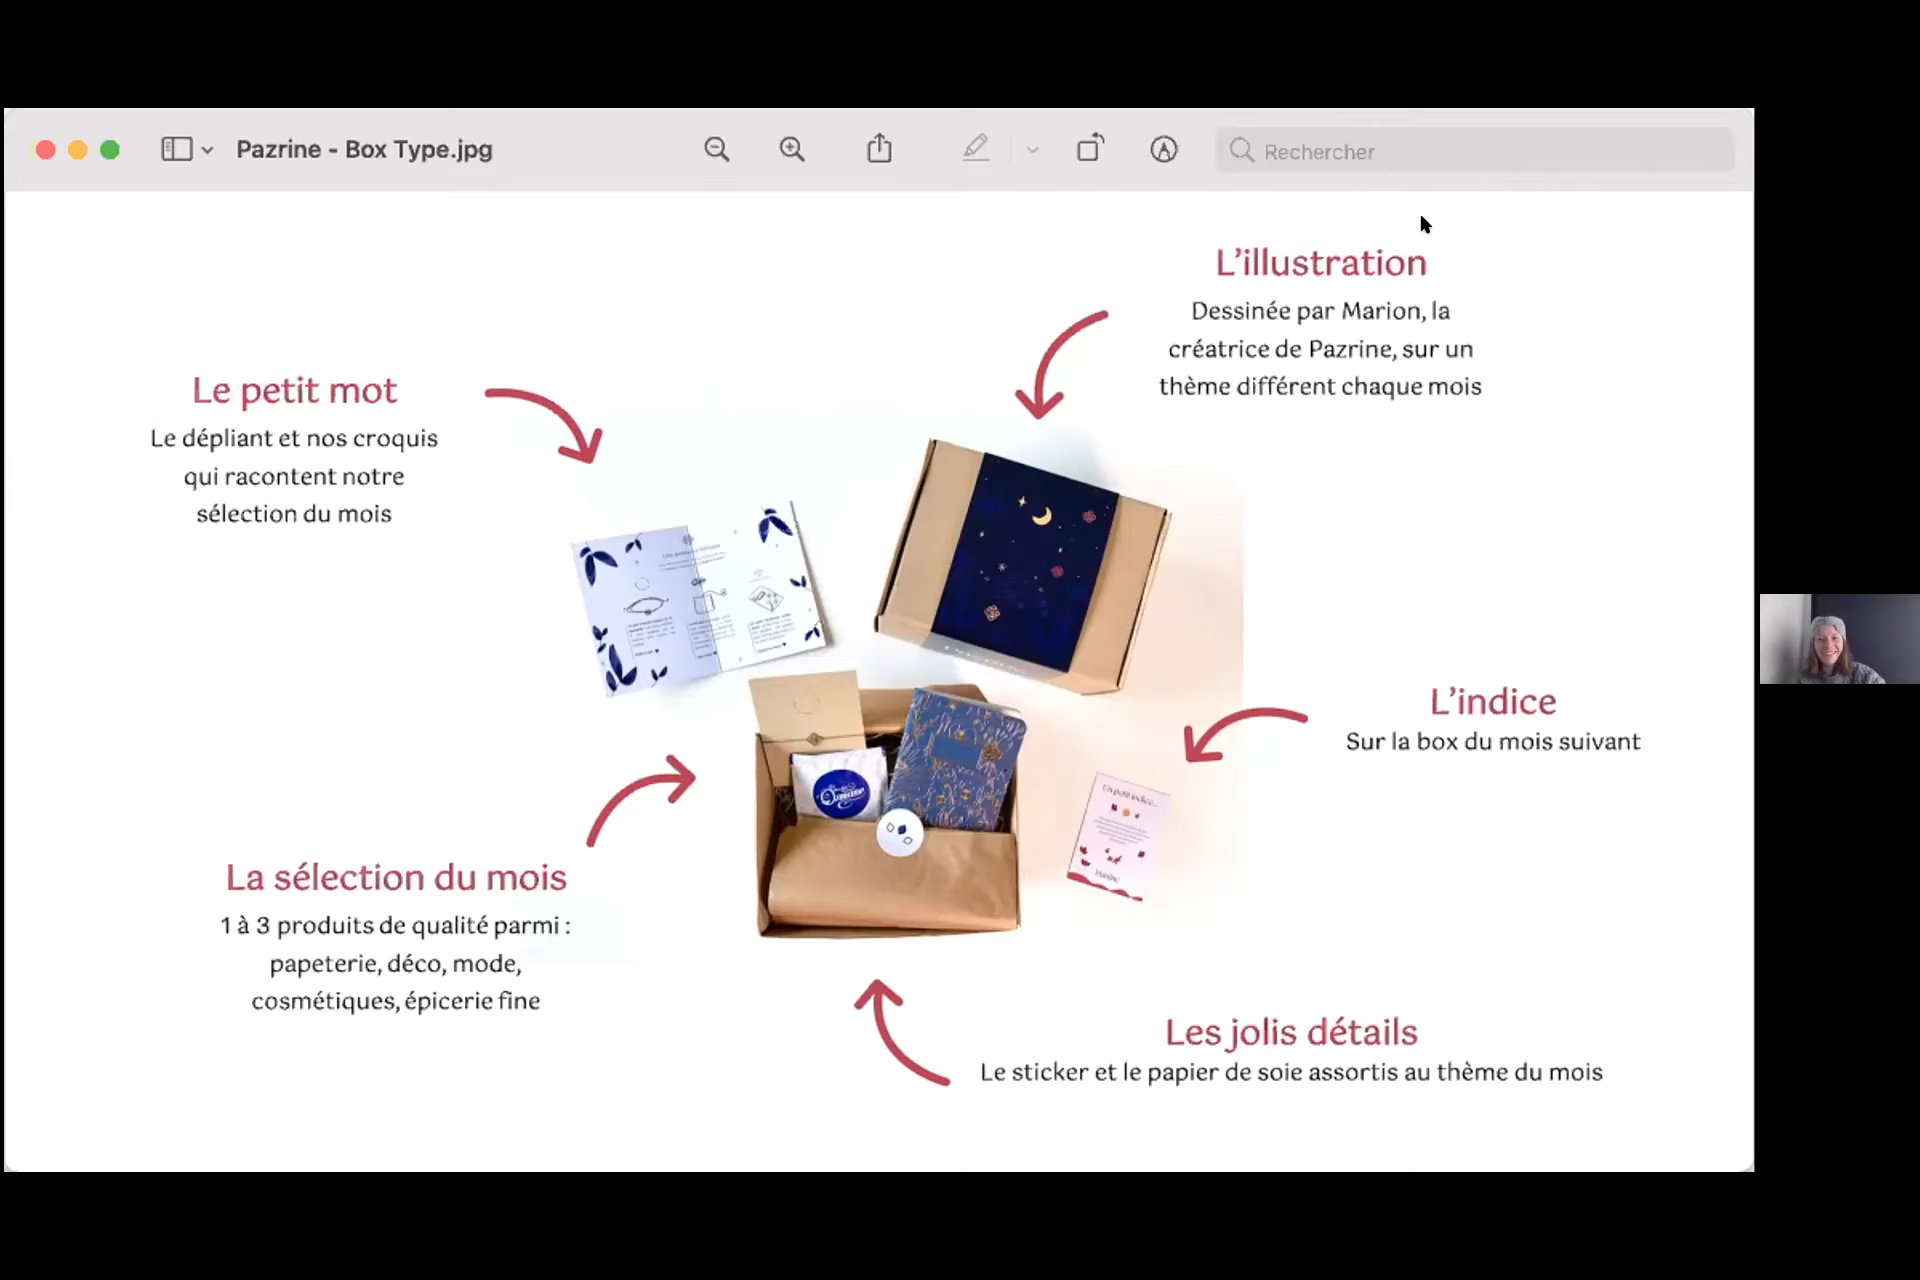 Pazrine - Box Type.jpg
Rechercher
L'illustration
Dessinée par Marion, la
créatrice de Pazrine, sur un
thème différent chaque mois
Le petit mot
Le dépliant et nos croquis
qui racontent notre
sélection du mois
L'indice
Sur la box du mois suivant
Un petit indice...
La sélection du mois
1 à 3 produits de qualité parmi :
papeterie, déco, mode,
cosmétiques, épicerie fine
Les jolis détails
Le sticker et le papier de soie assortis au thème du mois